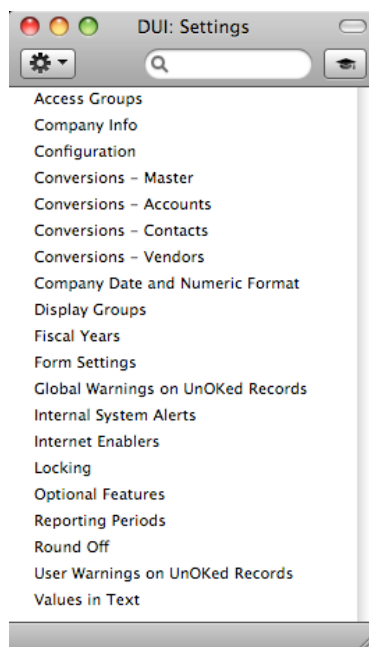 DUI: Settings
Access Groups
Company Info
Configuration
Conversions – Master
Conversions – Accounts
Conversions – Contacts
Conversions – Vendors
Company Date and Numeric Format
Display Groups
Fiscal Years
Form Settings
Global Warnings on UnOKed Records
Internal System Alerts
Internet Enablers
Locking
Optional Features
Reporting Periods
Round Off
User Warnings on UnOKed Records
Values in Text